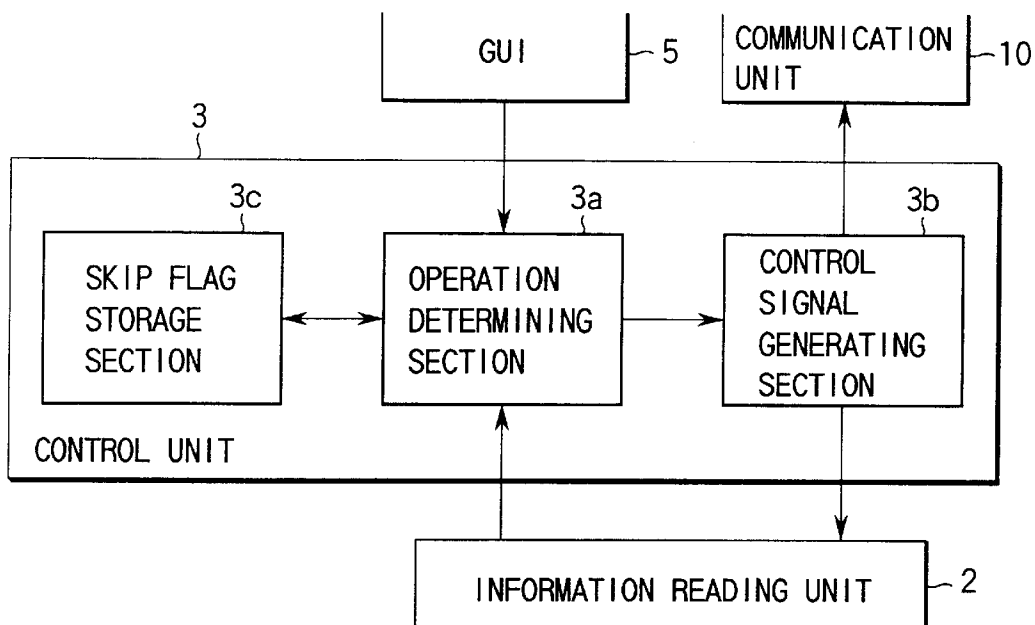 GUI
5
COMMUNICATION
UNIT
10
3
3c
3a
3b
SKIP FLAG
STORAGE
SECTION
OPERATION
DETERMINING
SECTION
CONTROL
SIGNAL
GENERATING
SECTION
CONTROL UNIT
INFORMATION READING UNIT
2